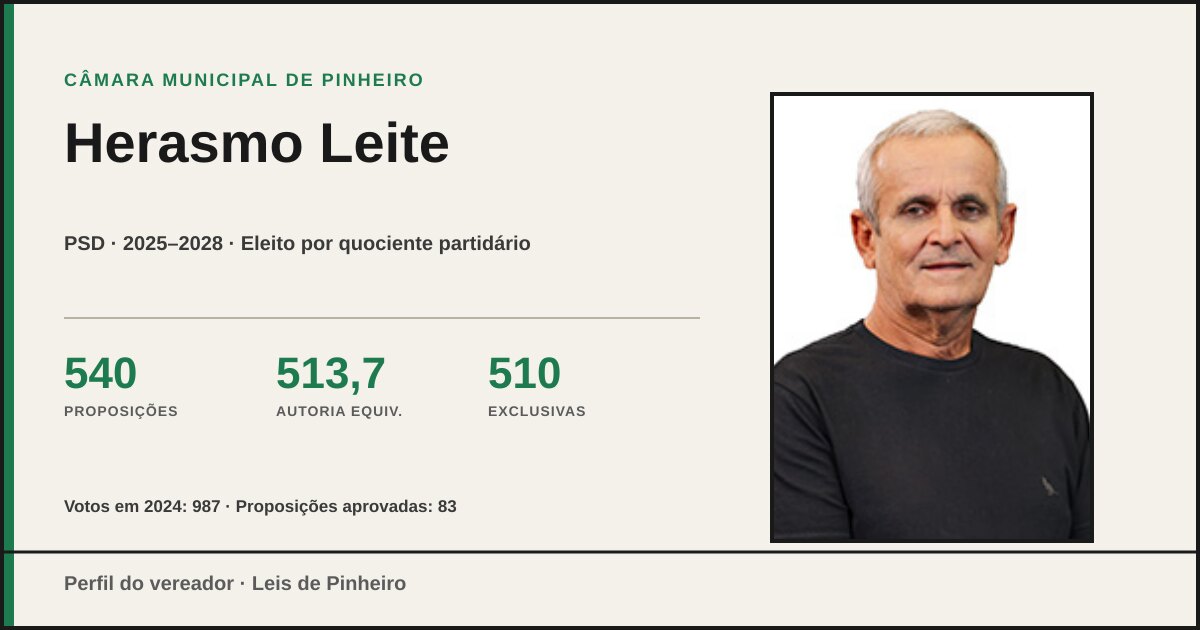 CÂMARA MUNICIPAL DE PINHEIRO
Herasmo Leite
PSD · 2025–2028 · Eleito por quociente partidário
540
PROPOSIÇÕES
513,7
AUTORIA EQUIV.
510
EXCLUSIVAS
Votos em 2024: 987 · Proposições aprovadas: 83
Perfil do vereador · Leis de Pinheiro